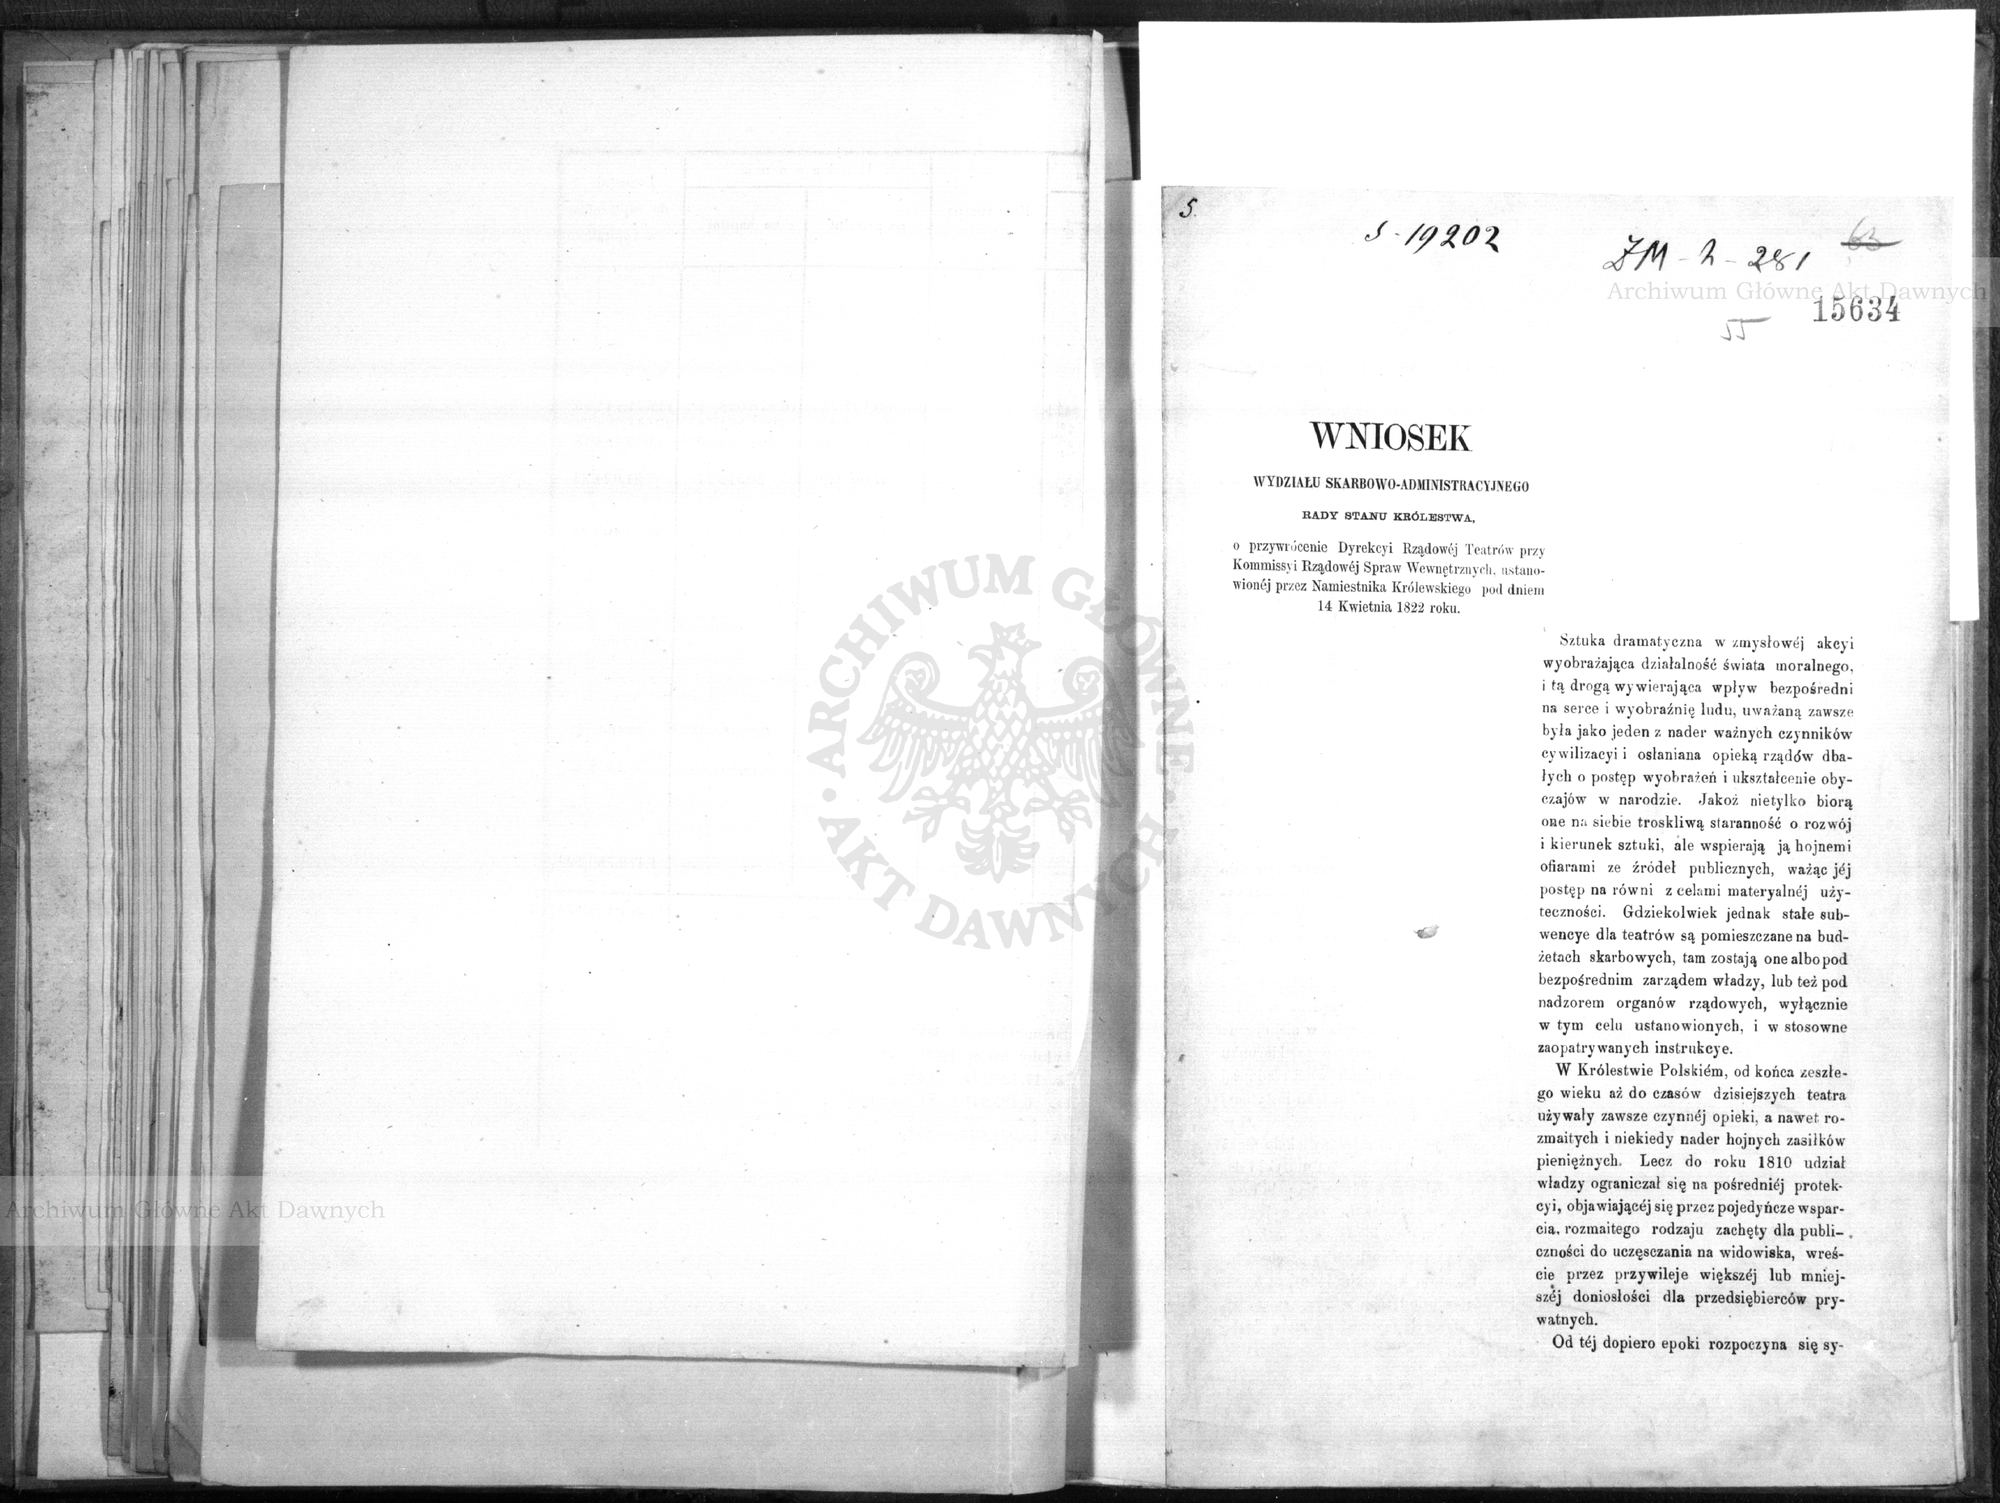 5.
J-19202
ZM-2-281
63
Archiwum Główne Akt Dawnych
15634
55
WNIOSEK
WYDZIAŁU SKARBOWO-ADMINISTRACYJNEGO
RADY STANU KRÓLESTWA,
o przywrócenie Dyrekcyi Rządowéj Teatrów przy
Kommissyi Rządowéj Spraw Wewnętrznych, ustano-
wionéj przez Namiestnika Królewskiego pod dniem
14 Kwietnia 1822 roku.
Sztuka dramatyczna w zmysłowéj akcyi
wyobrażająca działalność świata moralnego,
i tą drogą wywierająca wpływ bezpośredni
na serce i wyobraźnię ludu, uważaną zawsze
była jako jeden z nader ważnych czynników
cywilizacyi i osłaniana opieką rządów dba-
łych o postęp wyobrażeń i ukształcenie oby-
czajów w narodzie. Jakoż nietylko biorą
one na siebie troskliwą staranność o rozwój
i kierunek sztuki, ale wspierają ją hojnemi
ofiarami ze źródeł publicznych, ważąc jéj
postęp na równi z celami materyalnéj uży-
teczności. Gdziekolwiek jednak stałe sub-
wencye dla teatrów są pomieszczane na bud-
żetach skarbowych, tam zostają one albo pod
bezpośrednim zarządem władzy, lub też pod
nadzorem organów rządowych, wyłącznie
w tym celu ustanowionych, i w stosowne
zaopatrywanych instrukcye.
W Królestwie Polskiém, od końca zeszłe-
go wieku aż do czasów dzisiejszych teatra
używały zawsze czynnéj opieki, a nawet ro-
zmaitych i niekiedy nader hojnych zasiłków
pieniężnych. Lecz do roku 1810 udział
władzy ograniczał się na pośredniéj protek-
cyi, objawiającéj się przez pojedyńcze wspar-
cia, rozmaitego rodzaju zachęty dla publi-
czności do uczęsczania na widowiska, wreś-
cie przez przywileje większéj lub mniej-
széj doniosłości dla przedsiębierców pry-
watnych.
Od téj dopiero epoki rozpoczyna się sy-
ARCHIWUM GŁÓWNE AKT DAWNYCH
Archiwum Główne Akt Dawnych